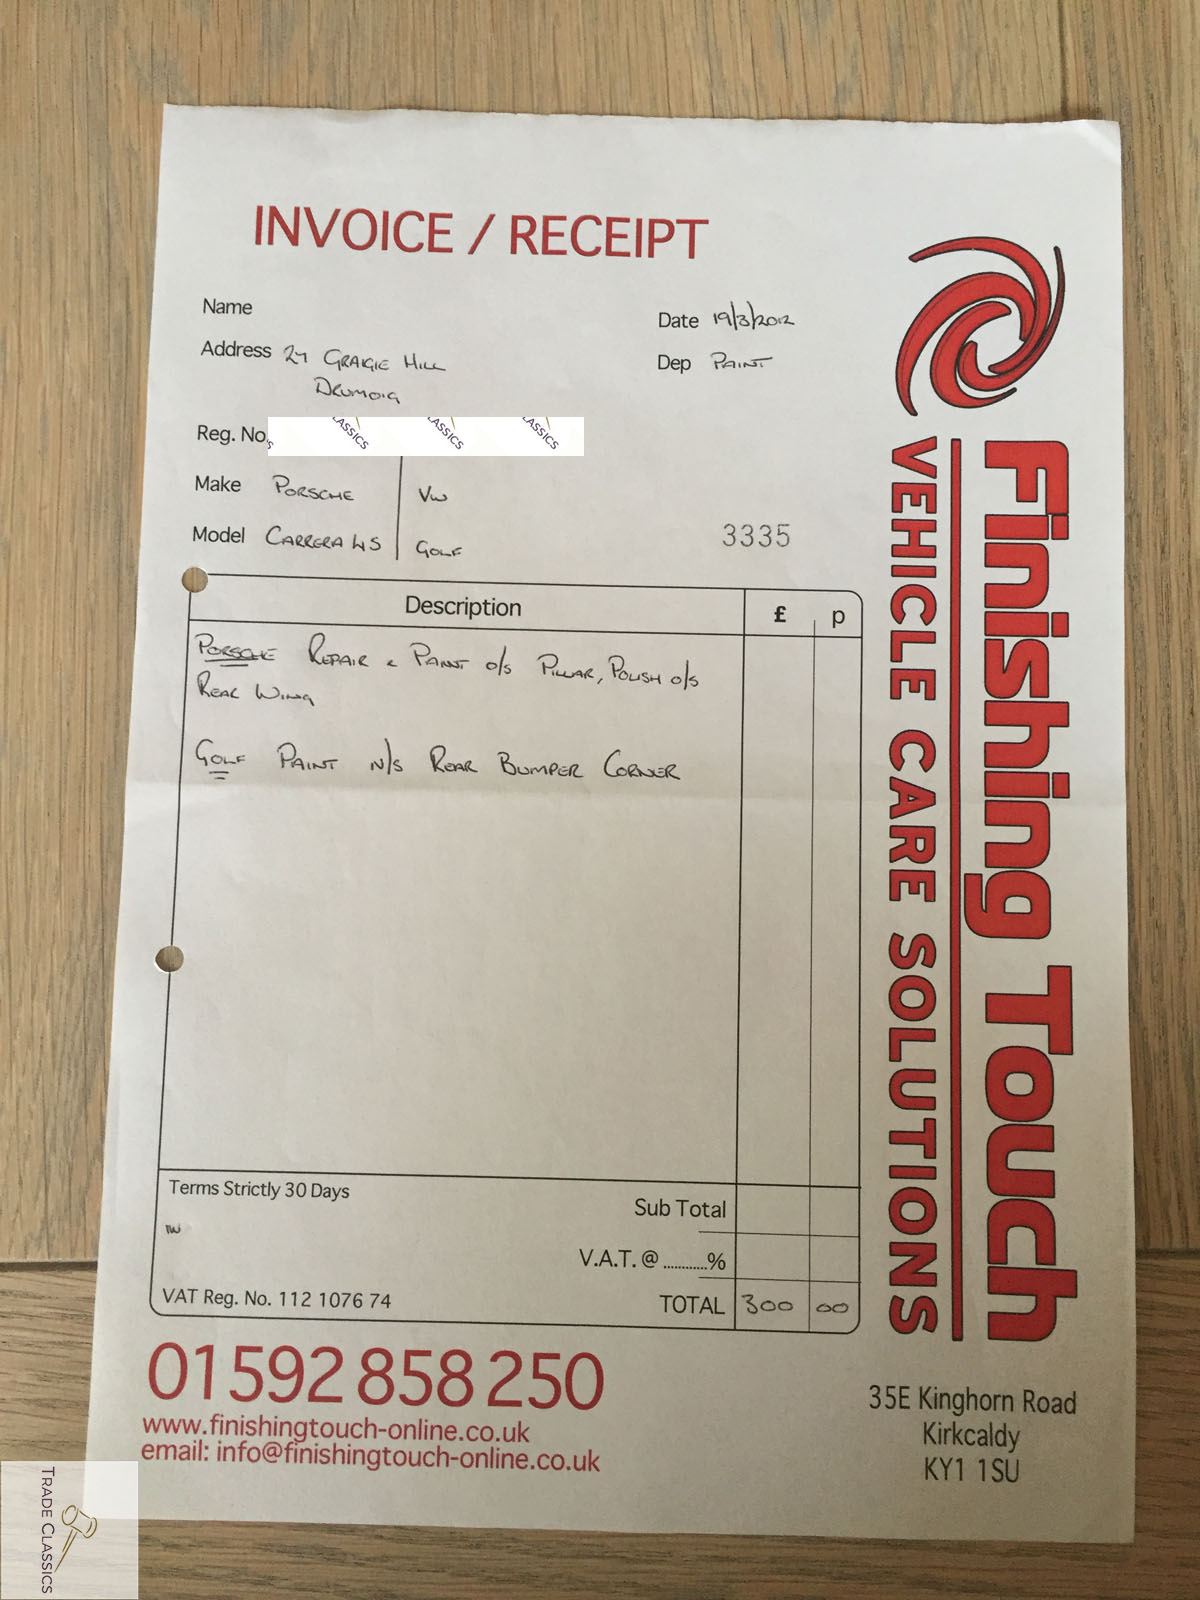 INVOICE / RECEIPT
Name
Date 19/3/2012
Address 27 GRAIGIE HILL
DRUMOIG
Dep PAINT
Reg. No.
CLASSICS CLASSICS CLASSICS
Make PORSCHE VW
Model CARRERA 4S GOLF
3335
Description £ p
PORSCHE REPAIR & PAINT O/S PILLAR, POLISH O/S
REAR WING
GOLF PAINT N/S REAR BUMPER CORNER
Terms Strictly 30 Days
Sub Total
V.A.T. @ ...........%
VAT Reg. No. 112 1076 74
TOTAL 300 00
01592 858 250
www.finishingtouch-online.co.uk
email: info@finishingtouch-online.co.uk
Finishing Touch
VEHICLE CARE SOLUTIONS
35E Kinghorn Road
Kirkcaldy
KY1 1SU
TRADE CLASSICS